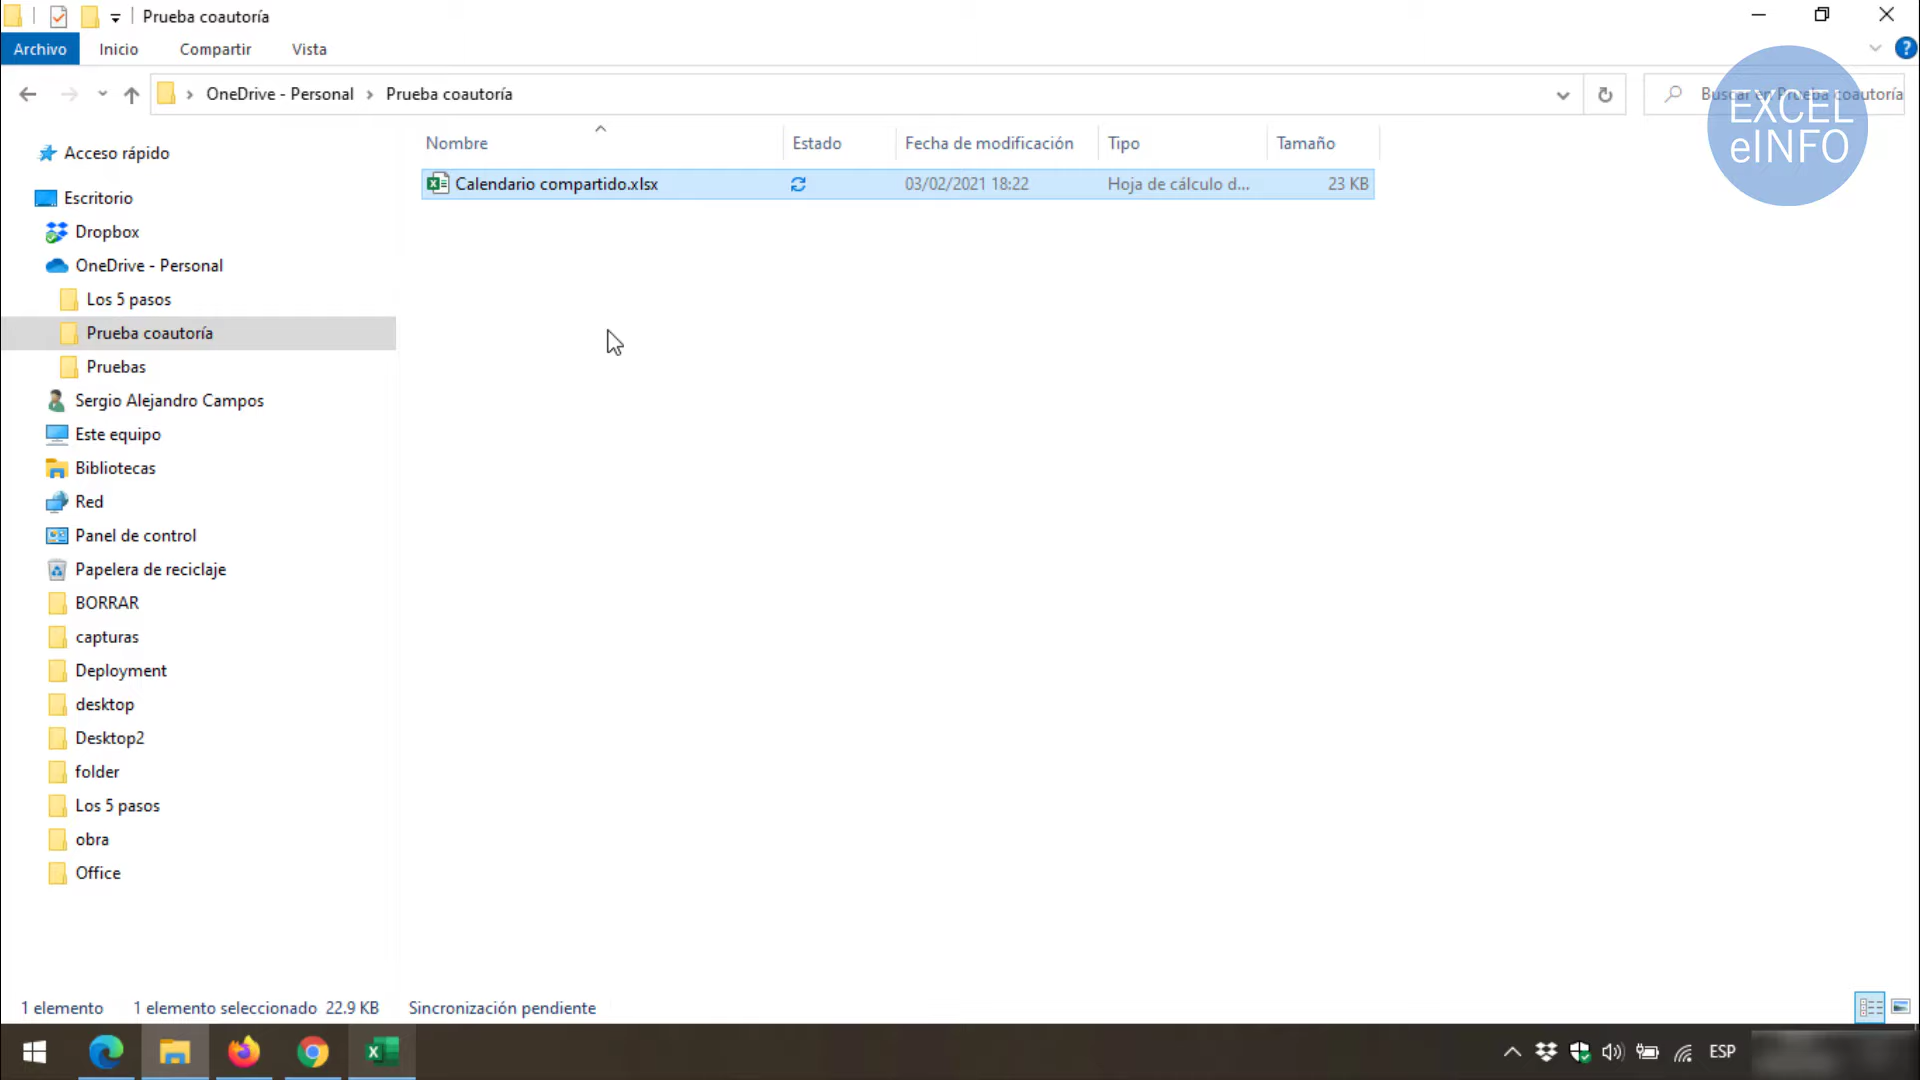 Prueba coautoría
Archivo Inicio Compartir Vista
OneDrive - Personal Prueba coautoría
Buscar en Prueba coautoría
EXCEL
eINFO
Nombre Estado Fecha de modificación Tipo Tamaño
Calendario compartido.xlsx 03/02/2021 18:22 Hoja de cálculo d... 23 KB
Acceso rápido
Escritorio
Dropbox
OneDrive - Personal
Los 5 pasos
Prueba coautoría
Pruebas
Sergio Alejandro Campos
Este equipo
Bibliotecas
Red
Panel de control
Papelera de reciclaje
BORRAR
capturas
Deployment
desktop
Desktop2
folder
Los 5 pasos
obra
Office
1 elemento 1 elemento seleccionado 22.9 KB Sincronización pendiente
ESP